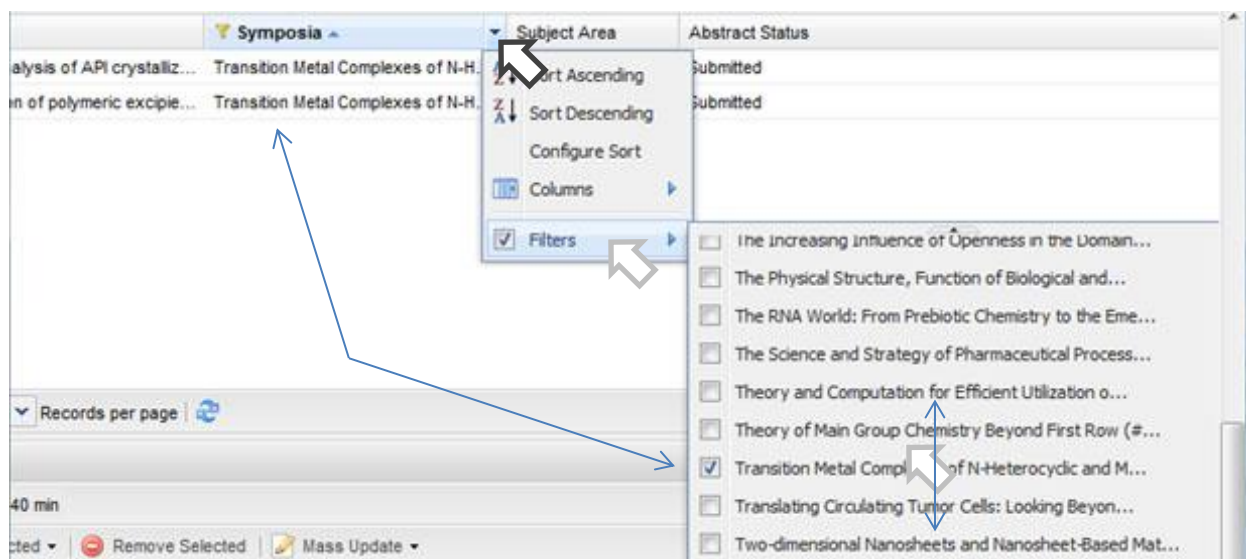 Symposia Subject Area Abstract Status
alysis of API crystalliz... Transition Metal Complexes of N-H. Submitted
on of polymeric excipie... Transition Metal Complexes of N-H. Submitted
Sort Ascending
Sort Descending
Configure Sort
Columns
Filters
The Increasing Influence of Openness in the Domain...
The Physical Structure, Function of Biological and...
The RNA World: From Prebiotic Chemistry to the Eme...
The Science and Strategy of Pharmaceutical Process...
Theory and Computation for Efficient Utilization o...
Records per page
Theory of Main Group Chemistry Beyond First Row (#...
Transition Metal of N-Heterocyclic and M...
40 min
Translating Circulating Tumor Cells: Looking Beyon...
cted Remove Selected Mass Update
Two-dimensional Nanosheets and Nanosheet-Based Mat...